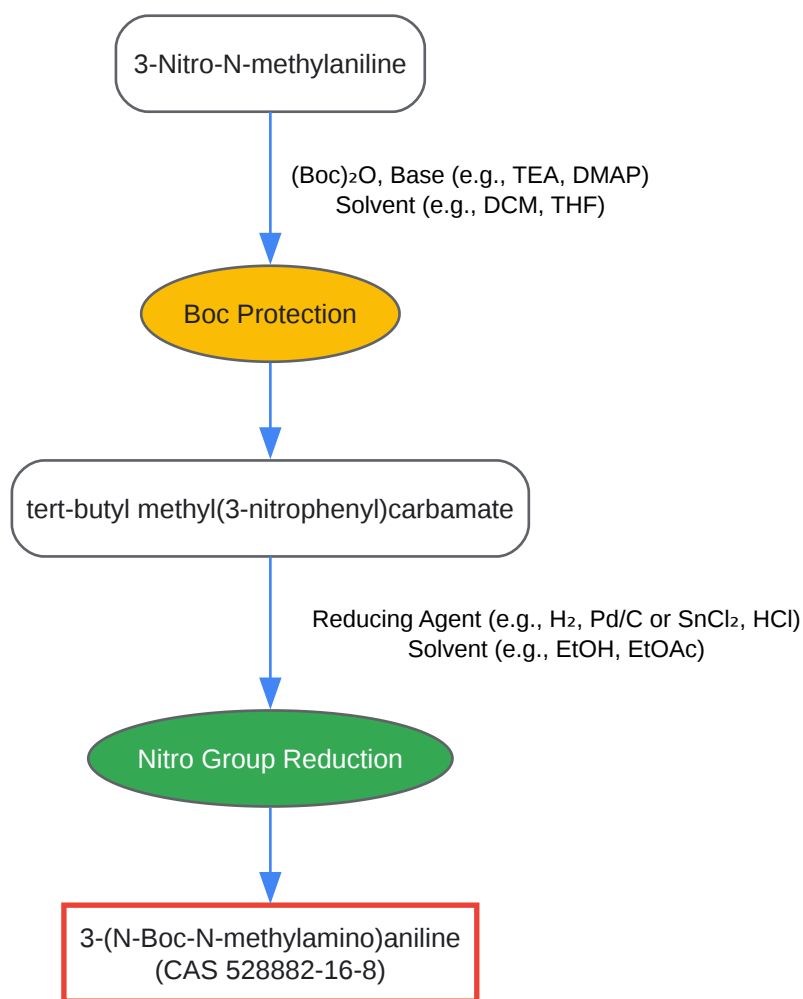 3-Nitro-N-methylaniline
(Boc)₂O, Base (e.g., TEA, DMAP)
Solvent (e.g., DCM, THF)
Boc Protection
tert-butyl methyl(3-nitrophenyl)carbamate
Reducing Agent (e.g., H₂, Pd/C or SnCl₂, HCl)
Solvent (e.g., EtOH, EtOAc)
Nitro Group Reduction
3-(N-Boc-N-methylamino)aniline
(CAS 528882-16-8)